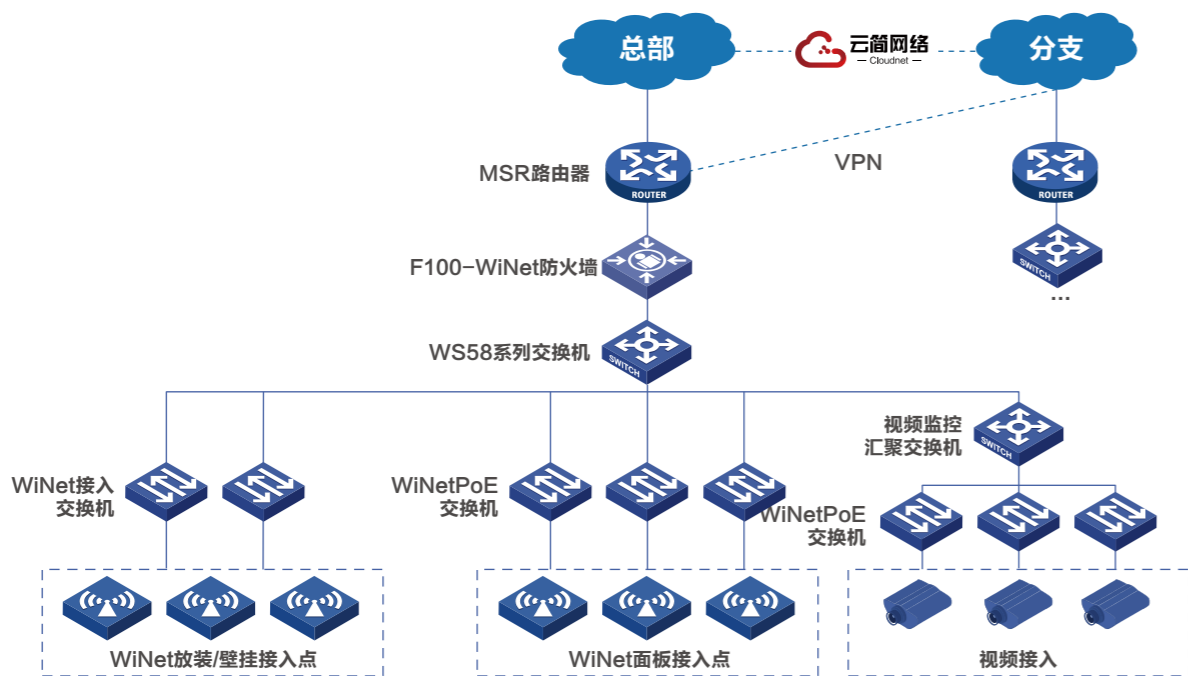 总部
云简网络
Cloudnet
分支
MSR路由器
ROUTER
VPN
ROUTER
F100-WiNet防火墙
SWITCH
...
WS58系列交换机
SWITCH
视频监控
汇聚交换机
SWITCH
WiNet接入
交换机
WiNetPoE
交换机
WiNetPoE
交换机
WiNet放装/壁挂接入点
WiNet面板接入点
视频接入